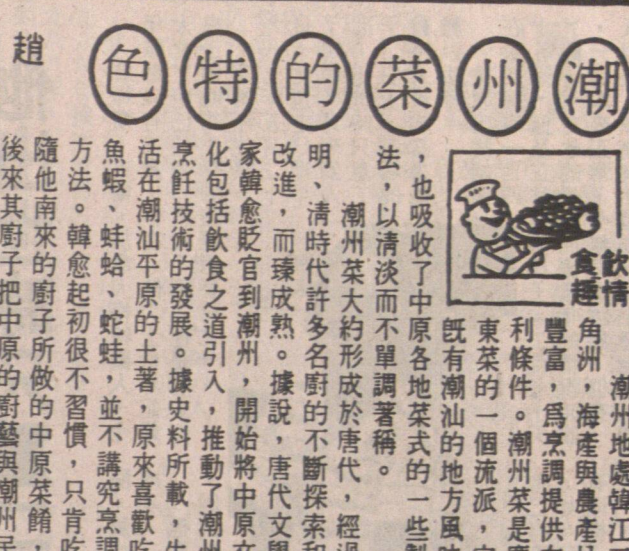 潮州菜的特色
趙
飲食情趣
潮州地處韓江
角洲，海產與農產
豐富，爲烹調提供
利條件。潮州菜是
東菜的一個流派，
既有潮汕的地方風味
，也吸收了中原各地菜式的一些製
法，以清淡而不單調著稱。
潮州菜大約形成於唐代，經過
明、清時代許多名廚的不斷探索和
改進，而臻成熟。據說，唐代文學
家韓愈貶官到潮州，開始將中原文
化包括飲食之道引入，推動了潮州
烹飪技術的發展。據史料所載，生
活在潮汕平原的土著，原來喜歡吃
魚蝦、蚌蛤、蛇蛙，並不講究烹調
方法。韓愈起初很不習慣，只肯吃
隨他南來的廚子所做的中原菜餚，
後來其廚子把中原的廚藝與潮州民